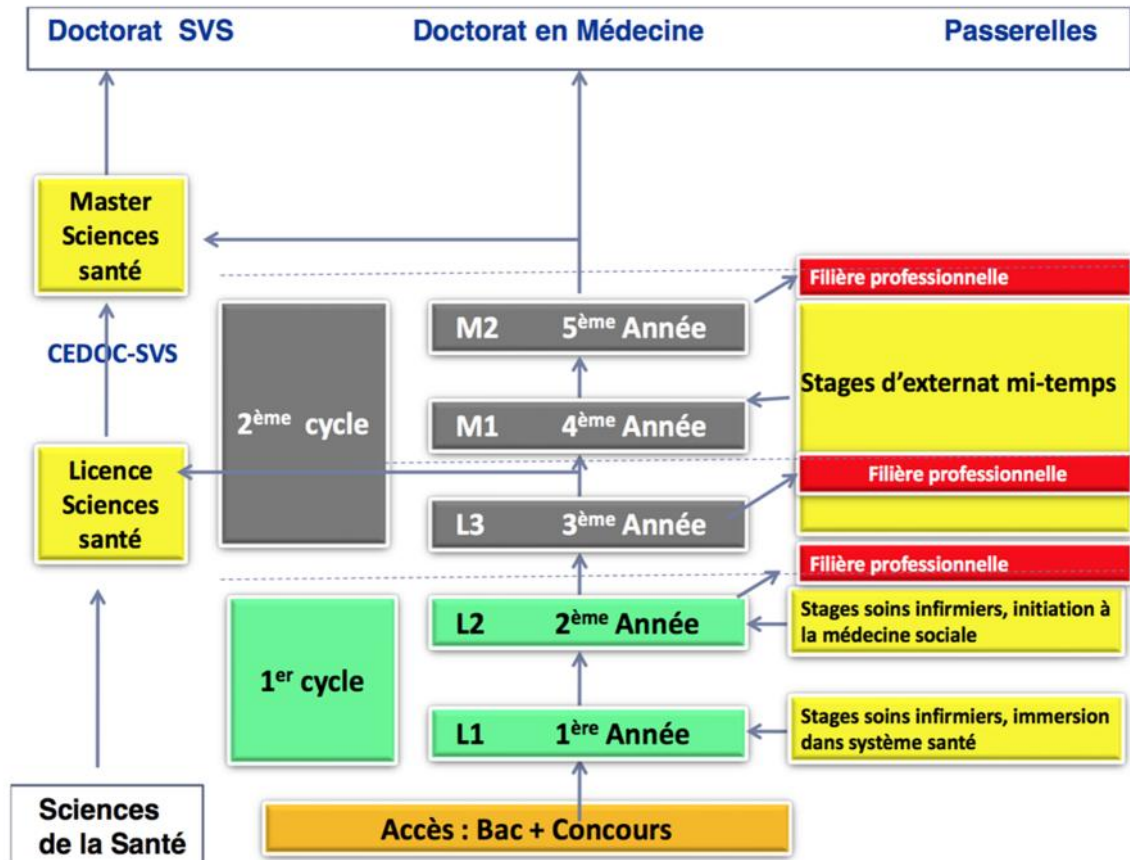 Doctorat SVS
Doctorat en Médecine
Passerelles
Master
Sciences
santé
Filière professionnelle
M2 5ème Année
CEDOC-SVS
2ème cycle
Stages d'externat mi-temps
M1 4ème Année
Licence
Sciences
santé
Filière professionnelle
L3 3ème Année
Filière professionnelle
L2 2ème Année
Stages soins infirmiers, initiation à
la médecine sociale
1er cycle
L1 1ère Année
Stages soins infirmiers, immersion
dans système santé
Sciences
de la Santé
Accès : Bac + Concours